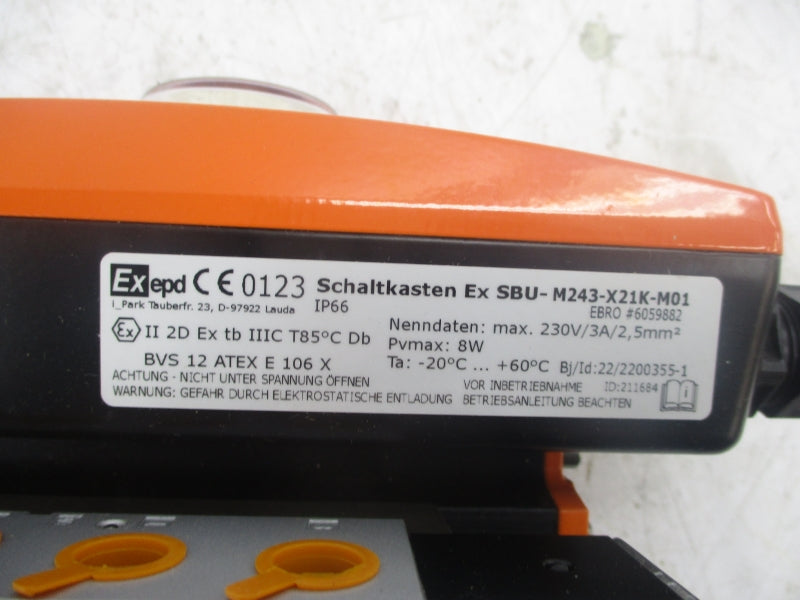 Exepd CE 0123 Schaltkasten Ex SBU- M243-X21K-M01
i_Park Tauberfr. 23, D-97922 Lauda IP66 EBRO #6059882
Ex II 2D Ex tb IIIC T85°C Db Nenndaten: max. 230V/3A/2,5mm²
Pvmax: 8W
BVS 12 ATEX E 106 X Ta: -20°C ... +60°C Bj/Id:22/2200355-1
ACHTUNG - NICHT UNTER SPANNUNG ÖFFNEN VOR INBETRIEBNAHME ID:211684
WARNUNG: GEFAHR DURCH ELEKTROSTATISCHE ENTLADUNG BETRIEBSANLEITUNG BEACHTEN